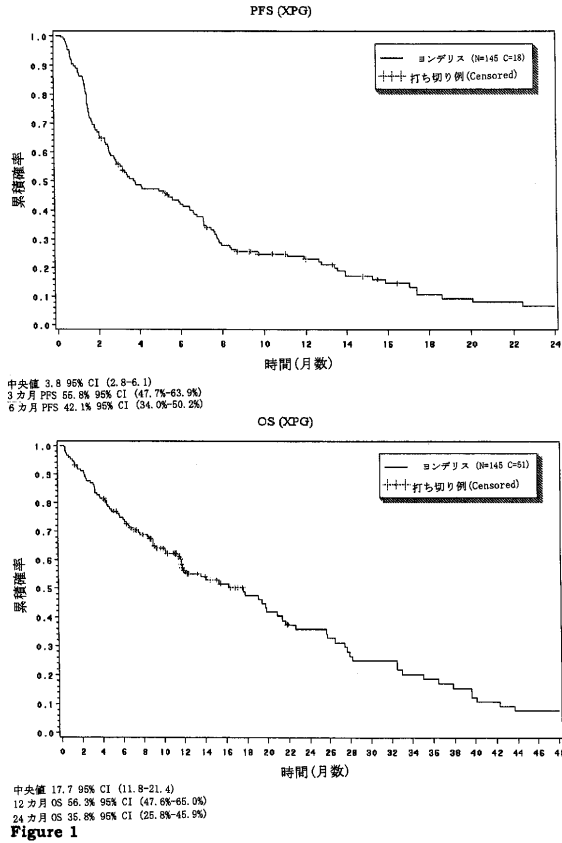 PFS (XPG)
ヨンデリス (N=145 C=18)
打ち切り例(Censored)
累積確率
1.0
0.9
0.8
0.7
0.6
0.5
0.4
0.3
0.2
0.1
0.0
0 2 4 6 8 10 12 14 16 18 20 22 24
時間(月数)
中央値 3.8 95% CI (2.8-6.1)
3 カ月 PFS 55.8% 95% CI (47.7%-63.9%)
6 カ月 PFS 42.1% 95% CI (34.0%-50.2%)
OS (XPG)
ヨンデリス (N=145 C=51)
打ち切り例(Censored)
累積確率
1.0
0.9
0.8
0.7
0.6
0.5
0.4
0.3
0.2
0.1
0.0
0 2 4 6 8 10 12 14 16 18 20 22 24 26 28 30 32 34 36 38 40 42 44 46 48
時間(月数)
中央値 17.7 95% CI (11.8-21.4)
12 カ月 OS 56.3% 95% CI (47.6%-65.0%)
24 カ月 OS 35.8% 95% CI (25.8%-45.9%)
Figure 1